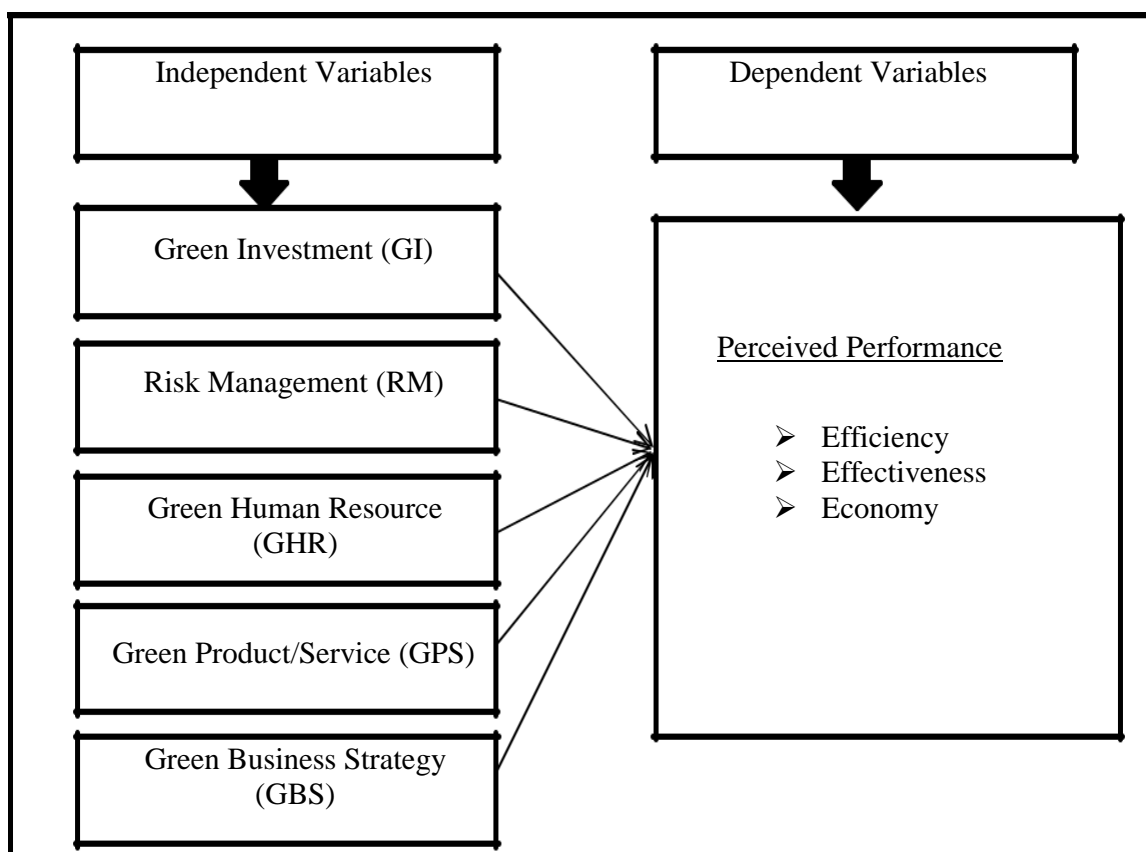 Independent Variables
Dependent Variables
Green Investment (GI)
Risk Management (RM)
Green Human Resource
(GHR)
Green Product/Service (GPS)
Green Business Strategy
(GBS)
Perceived Performance
➢ Efficiency
➢ Effectiveness
➢ Economy